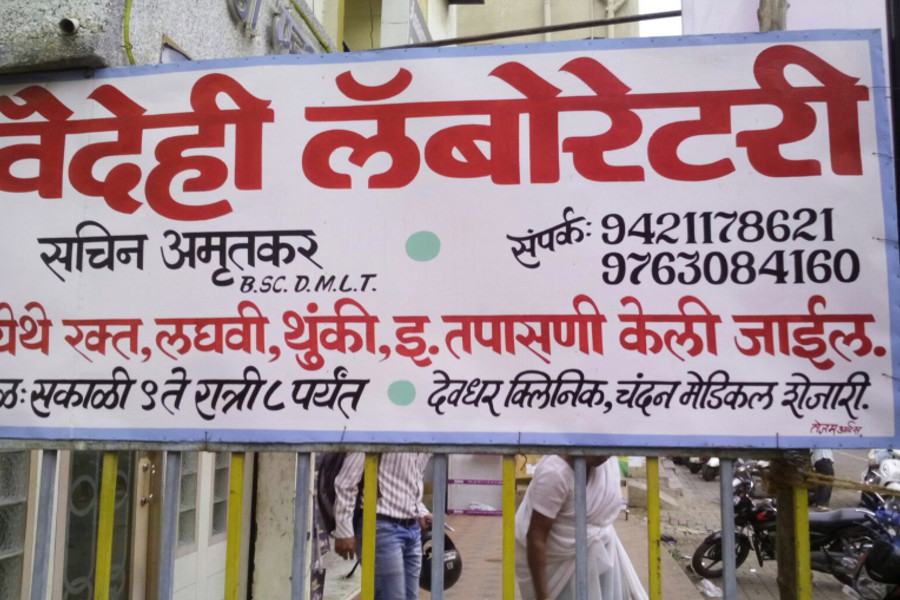 वैदेही लॅबोरेटरी
सचिन अमृतकर
B.SC. D.M.L.T.
संपर्क: 9421178621
9763084160
येथे रक्त, लघवी, थुंकी, इ. तपासणी केली जाईल.
सकाळी ९ ते रात्री ८ पर्यंत
देवधर क्लिनिक, चंदन मेडिकल शेजारी.